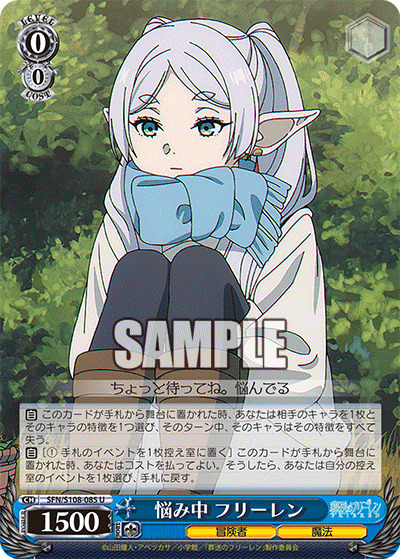 LEVEL
0
0
COST
SAMPLE
ちょっと待ってね。悩んでる
自 このカードが手札から舞台に置かれた時、あなたは相手のキャラを1枚と
そのキャラの特徴を1つ選び、そのターン中、そのキャラはその特徴をすべて
失う。
自 [① 手札のイベントを1枚控え室に置く] このカードが手札から舞台に置
かれた時、あなたはコストを払ってよい。そうしたら、あなたは自分の控え
室のイベントを1枚選び、手札に戻す。
CH SFN/S108-085 U
1500
悩み中 フリーレン
冒険者 魔法
©山田鐘人・アベツカサ/小学館/「葬送のフリーレン」製作委員会